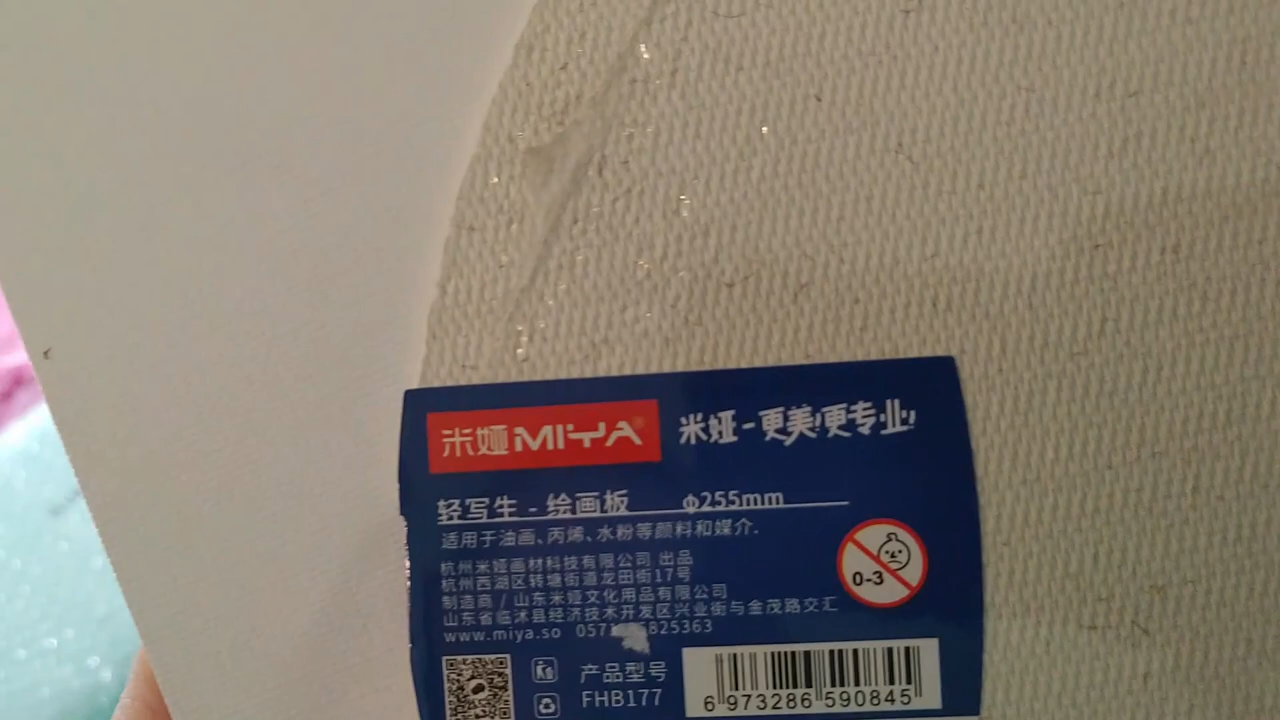 米娅MIYA®
米娅-更美!更专业!
轻写生 - 绘画板 ф255mm
适用于油画、丙烯、水粉等颜料和媒介.
杭州米娅画材科技有限公司 出品
杭州西湖区转塘街道龙田街17号
制造商 / 山东米娅文化用品有限公司
山东省临沭县经济技术开发区兴业街与金茂路交汇
www.miya.so
0-3
产品型号
FHB177
6 973286 590845